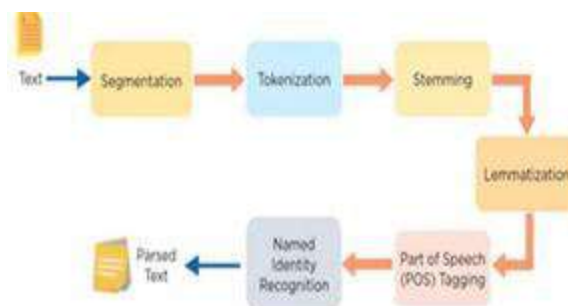 Text
Segmentation
Tokenization
Stemming
Lemmatization
Part of Speech
(POS) Tagging
Named
Identity
Recognition
Parsed
Text